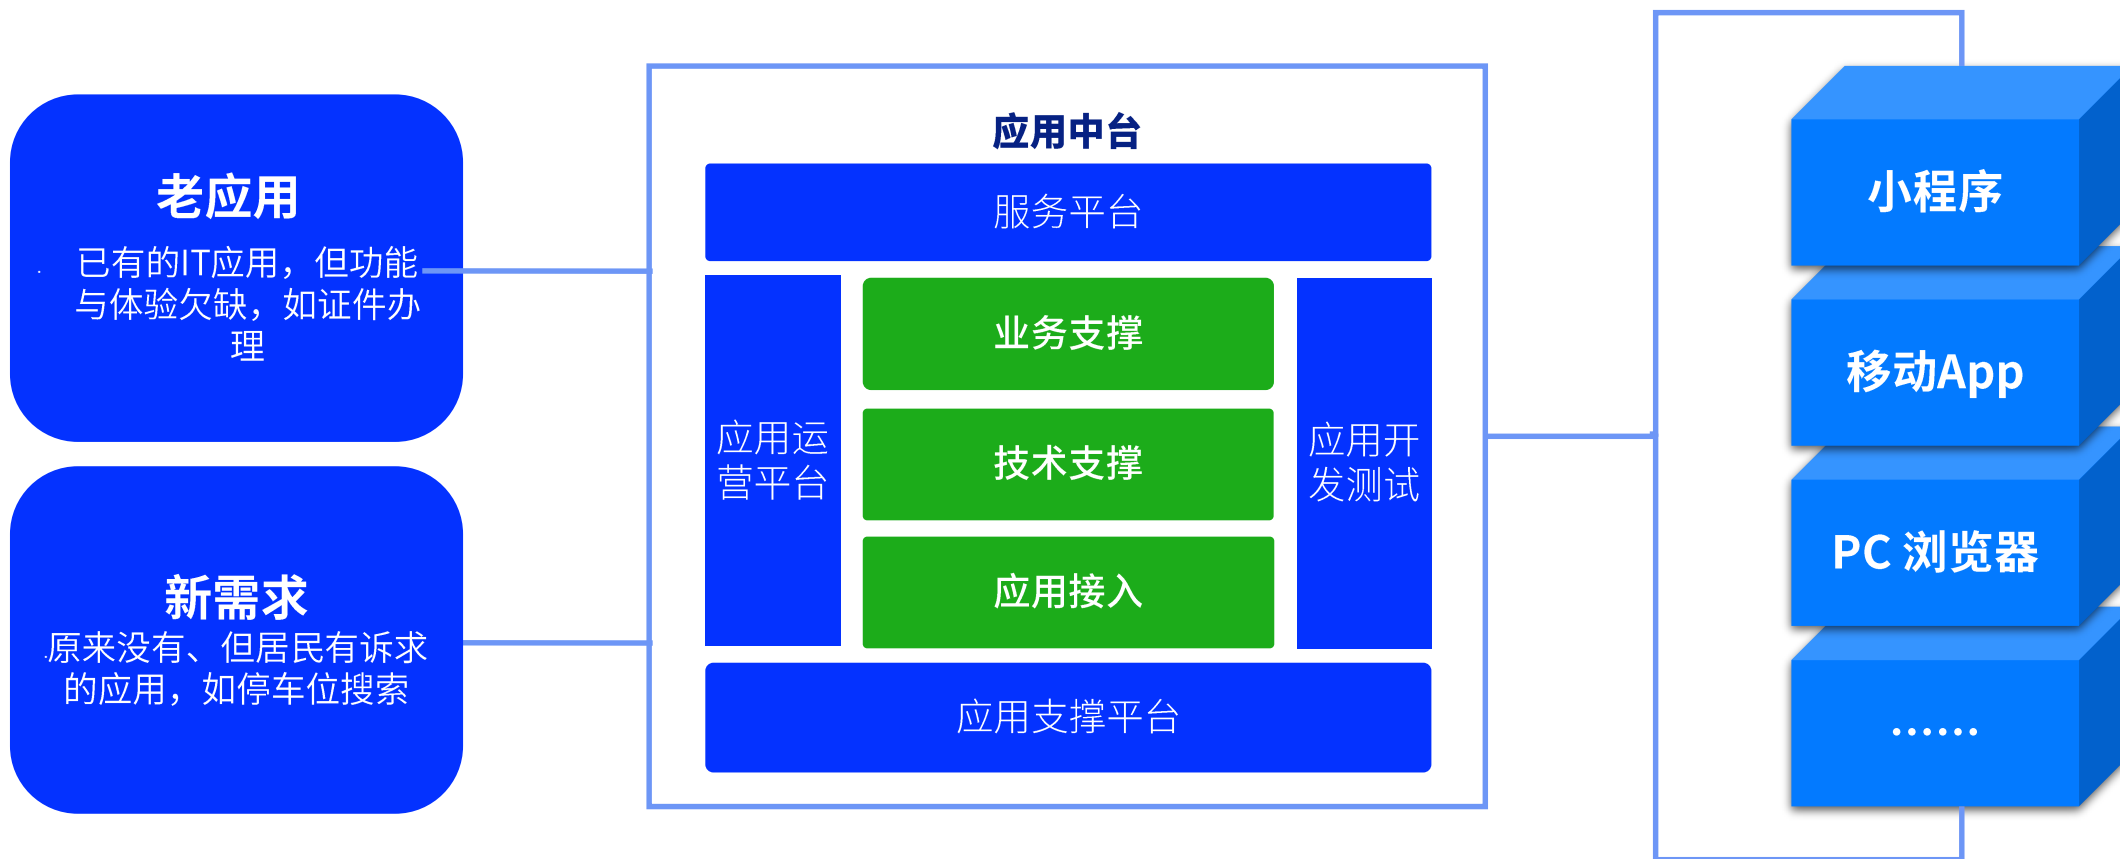 老应用
已有的IT应用，但功能
与体验欠缺，如证件办
理
新需求
原来没有、但居民有诉求
的应用，如停车位搜索
应用中台
服务平台
应用运
营平台
业务支撑
技术支撑
应用接入
应用开
发测试
应用支撑平台
小程序
移动App
PC 浏览器
……